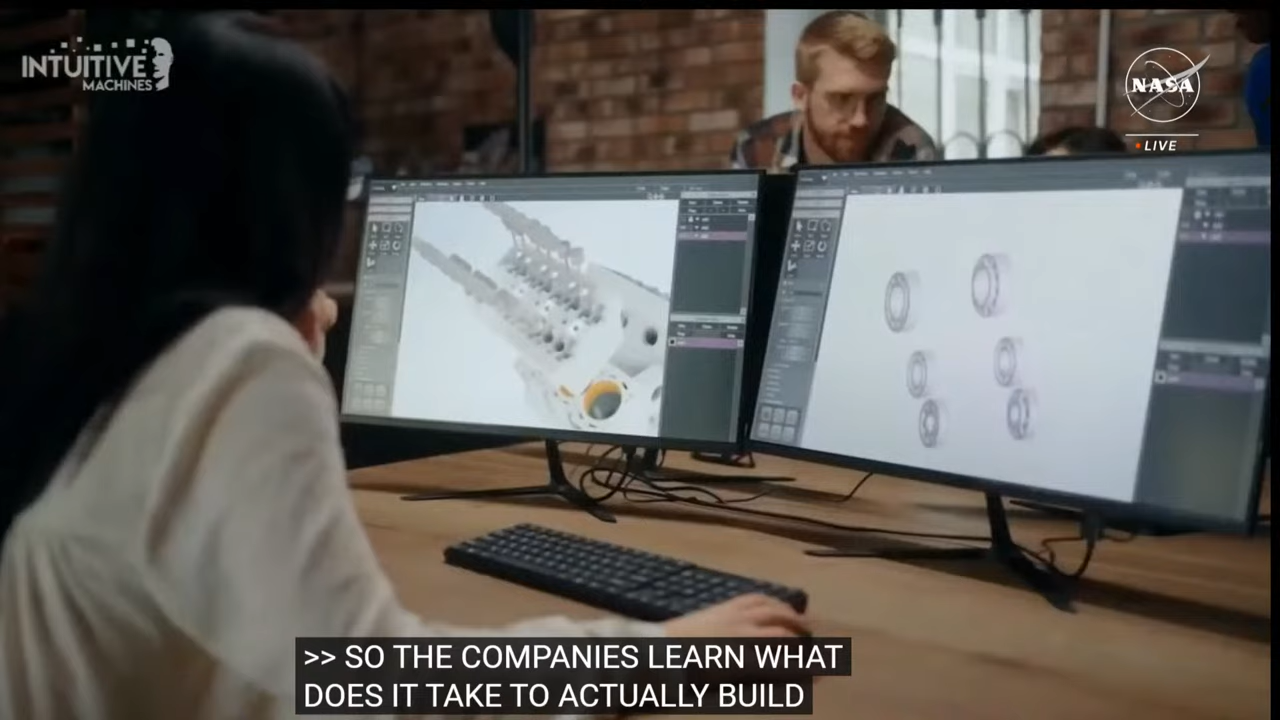 INTUITIVE
MACHINES
NASA
LIVE
>> SO THE COMPANIES LEARN WHAT
DOES IT TAKE TO ACTUALLY BUILD